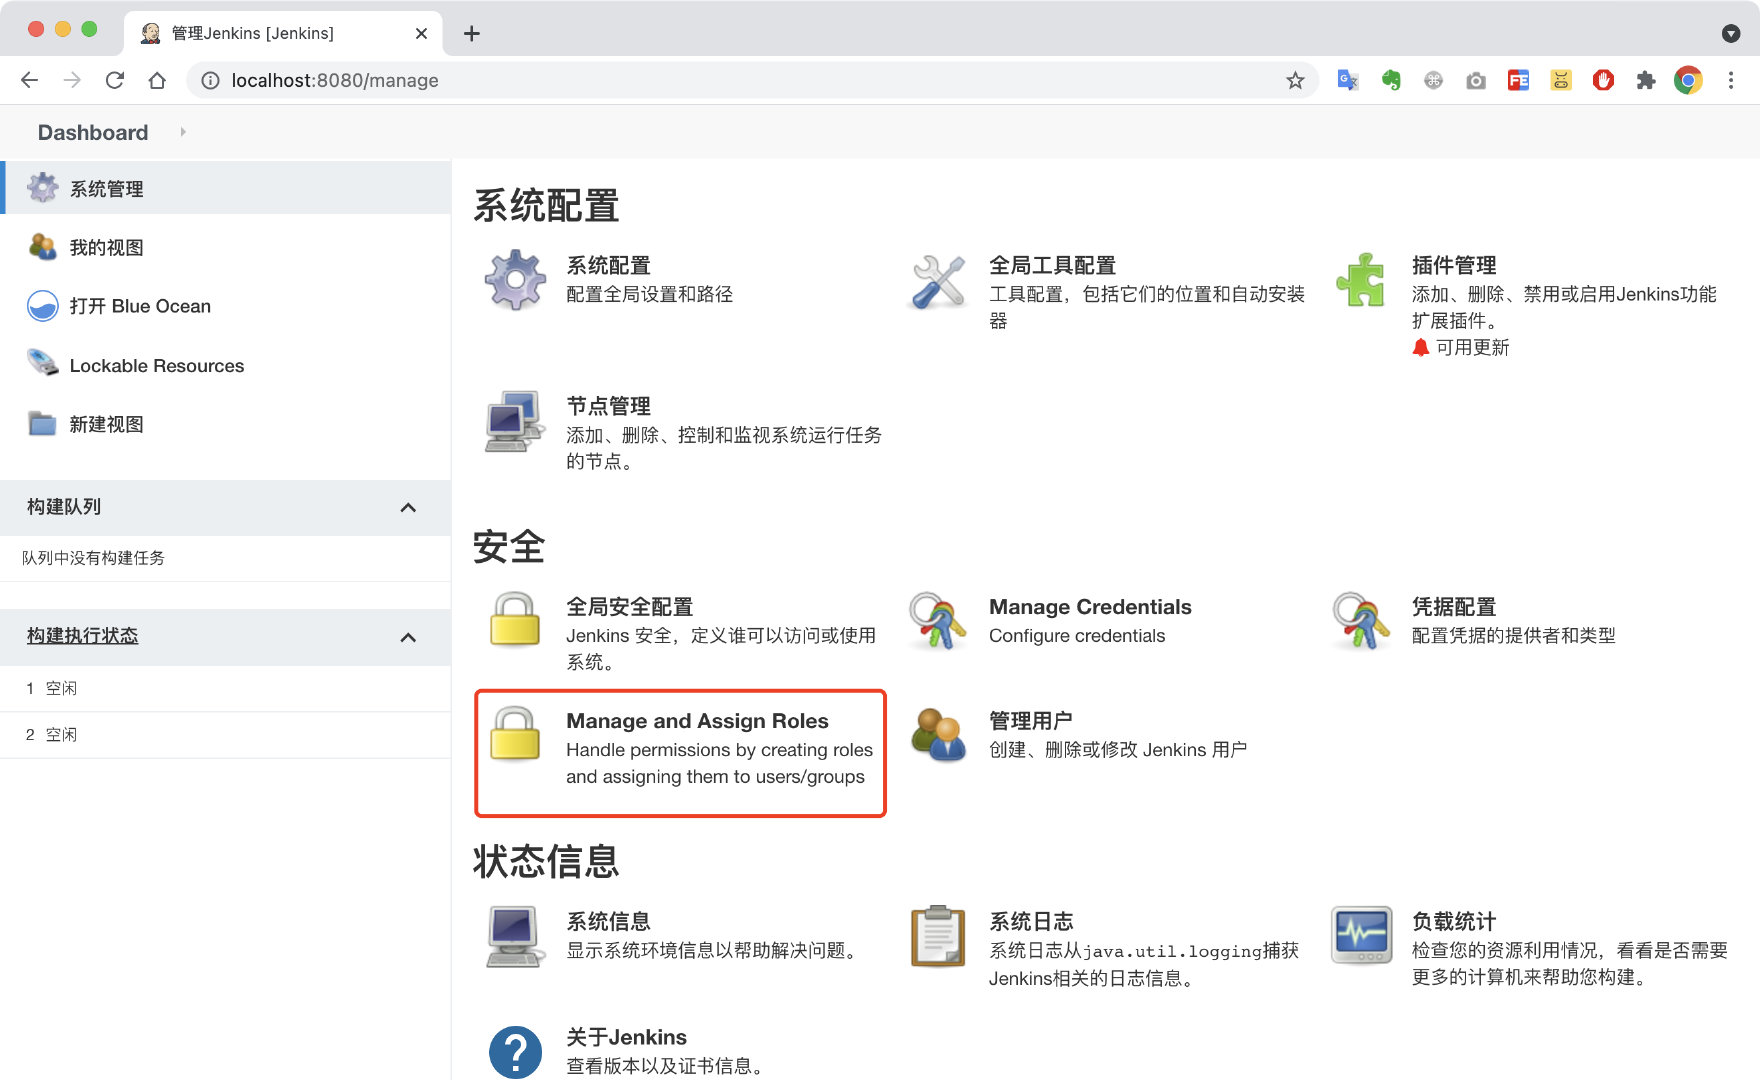 管理Jenkins [Jenkins]
localhost:8080/manage
Dashboard
系统管理
我的视图
打开 Blue Ocean
Lockable Resources
新建视图
构建队列
队列中没有构建任务
构建执行状态
1 空闲
2 空闲
系统配置
系统配置
配置全局设置和路径
全局工具配置
工具配置，包括它们的位置和自动安装
器
插件管理
添加、删除、禁用或启用Jenkins功能
扩展插件。
可用更新
节点管理
添加、删除、控制和监视系统运行任务
的节点。
安全
全局安全配置
Jenkins 安全，定义谁可以访问或使用
系统。
Manage Credentials
Configure credentials
凭据配置
配置凭据的提供者和类型
Manage and Assign Roles
Handle permissions by creating roles
and assigning them to users/groups
管理用户
创建、删除或修改 Jenkins 用户
状态信息
系统信息
显示系统环境信息以帮助解决问题。
系统日志
系统日志从java.util.logging捕获
Jenkins相关的日志信息。
负载统计
检查您的资源利用情况，看看是否需要
更多的计算机来帮助您构建。
关于Jenkins
查看版本以及证书信息。